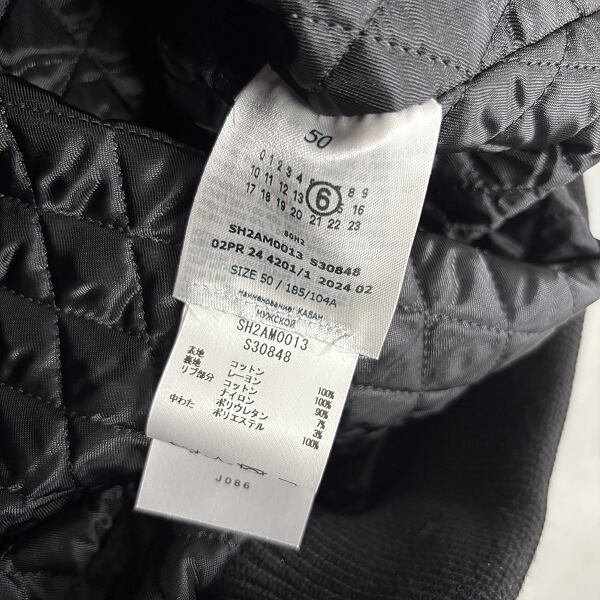 50
0 1 2 3 4 8 9
10 11 12 13 6 16
17 18 19 20 21 22 23
SH2AM0013 S30848
02PR 24 4201/1 2024 02
SIZE 50 / 185/104A
Наименование: КАБАН
МУЖСКОЙ
SH2AM0013
S30848
表地 コットン 100%
裏地 レーヨン 100%
リブ部分 コットン 90%
ナイロン 7%
ポリウレタン 3%
中わた ポリエステル 100%
J086